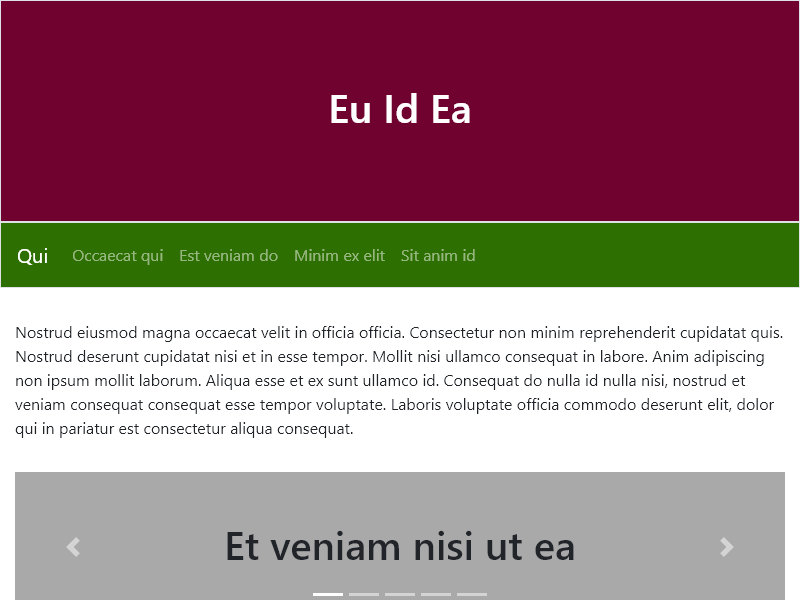 Eu Id Ea
Qui Occaecat qui Est veniam do Minim ex elit Sit anim id
Nostrud eiusmod magna occaecat velit in officia officia. Consectetur non minim reprehenderit cupidatat quis.
Nostrud deserunt cupidatat nisi et in esse tempor. Mollit nisi ullamco consequat in labore. Anim adipiscing
non ipsum mollit laborum. Aliqua esse et ex sunt ullamco id. Consequat do nulla id nulla nisi, nostrud et
veniam consequat consequat esse tempor voluptate. Laboris voluptate officia commodo deserunt elit, dolor
qui in pariatur est consectetur aliqua consequat.
Et veniam nisi ut ea